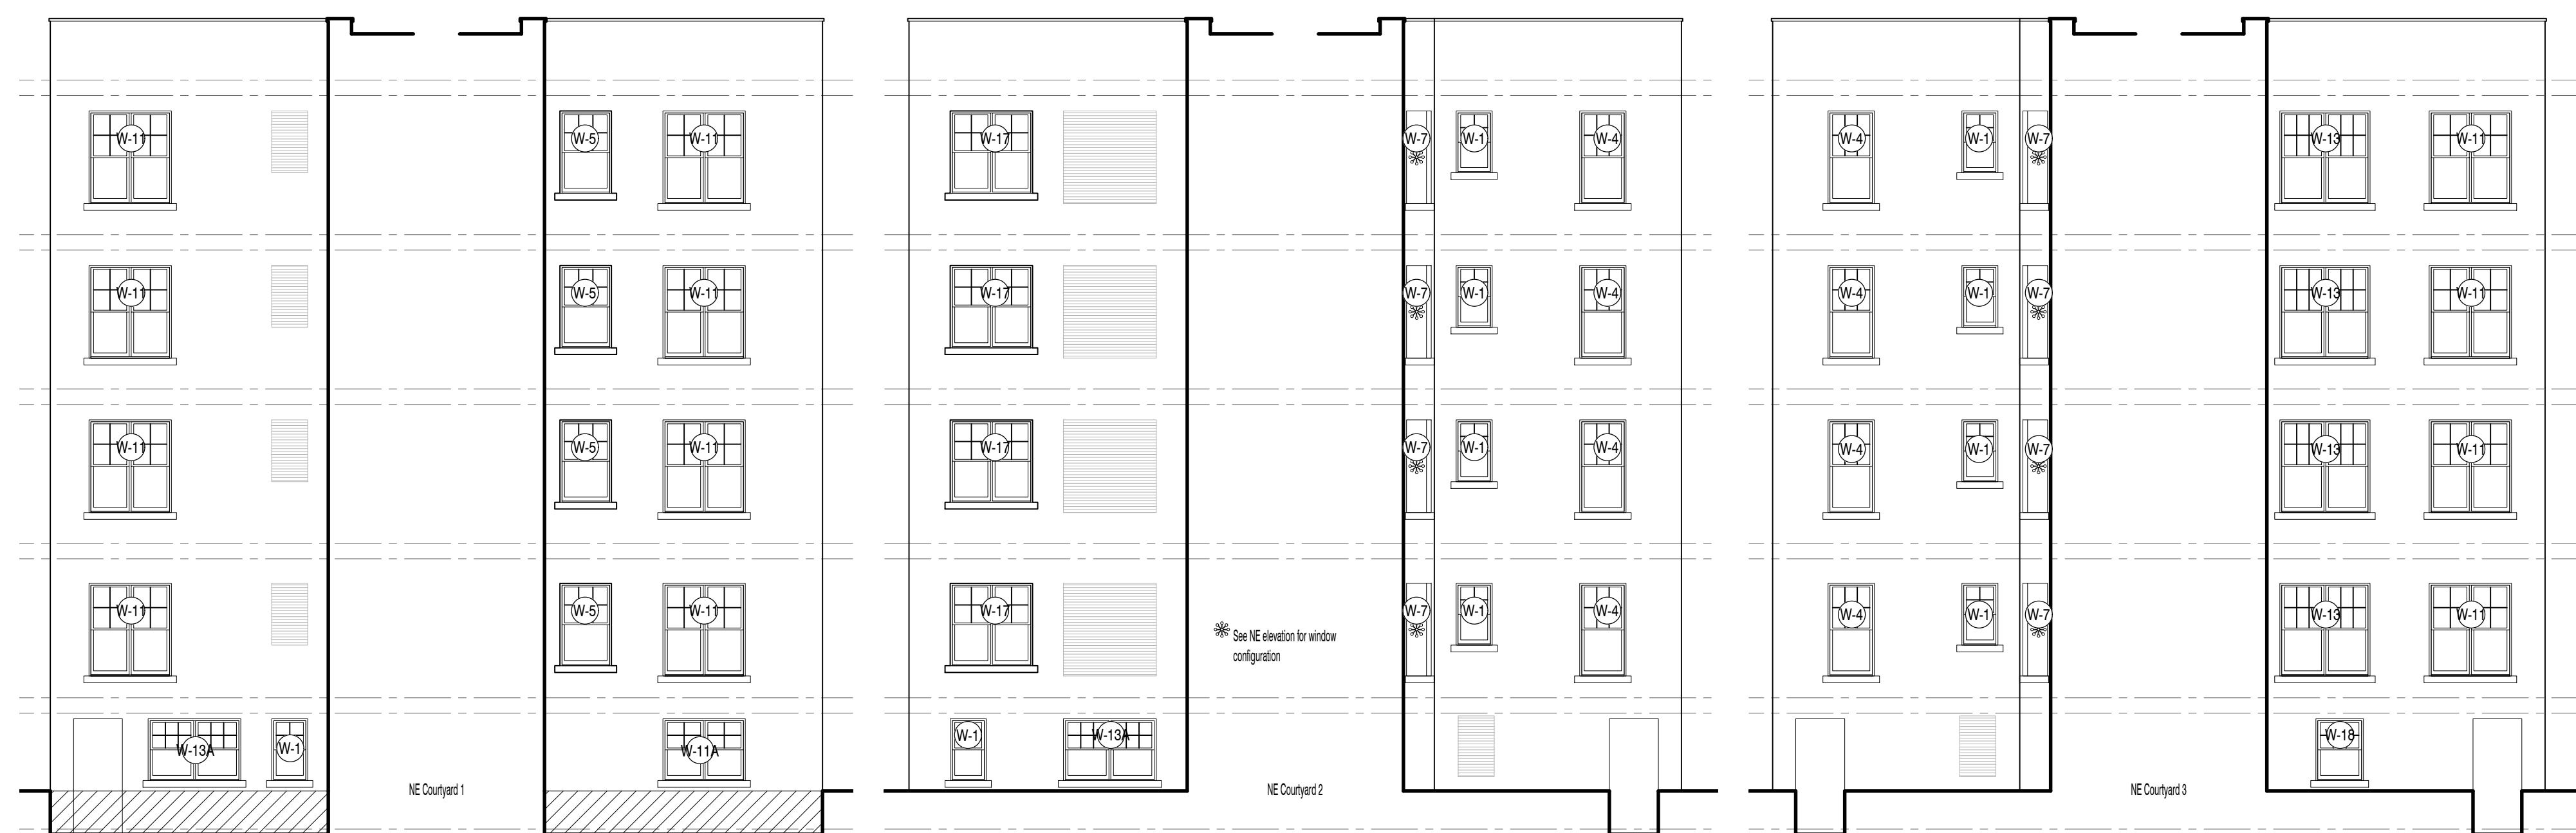 W-11 W-5 W-11 W-17 W-7 W-1 W-4 W-4 W-1 W-7 W-13 W-11
W-11 W-5 W-11 W-17 W-7 W-1 W-4 W-4 W-1 W-7 W-13 W-11
W-11 W-5 W-11 W-17 W-7 W-1 W-4 W-4 W-1 W-7 W-13 W-11
W-11 W-5 W-11 W-17 W-7 W-1 W-4 W-4 W-1 W-7 W-13 W-11
See NE elevation for window
configuration
W-13A W-1 W-11A W-1 W-13A W-18
NE Courtyard 1 NE Courtyard 2 NE Courtyard 3